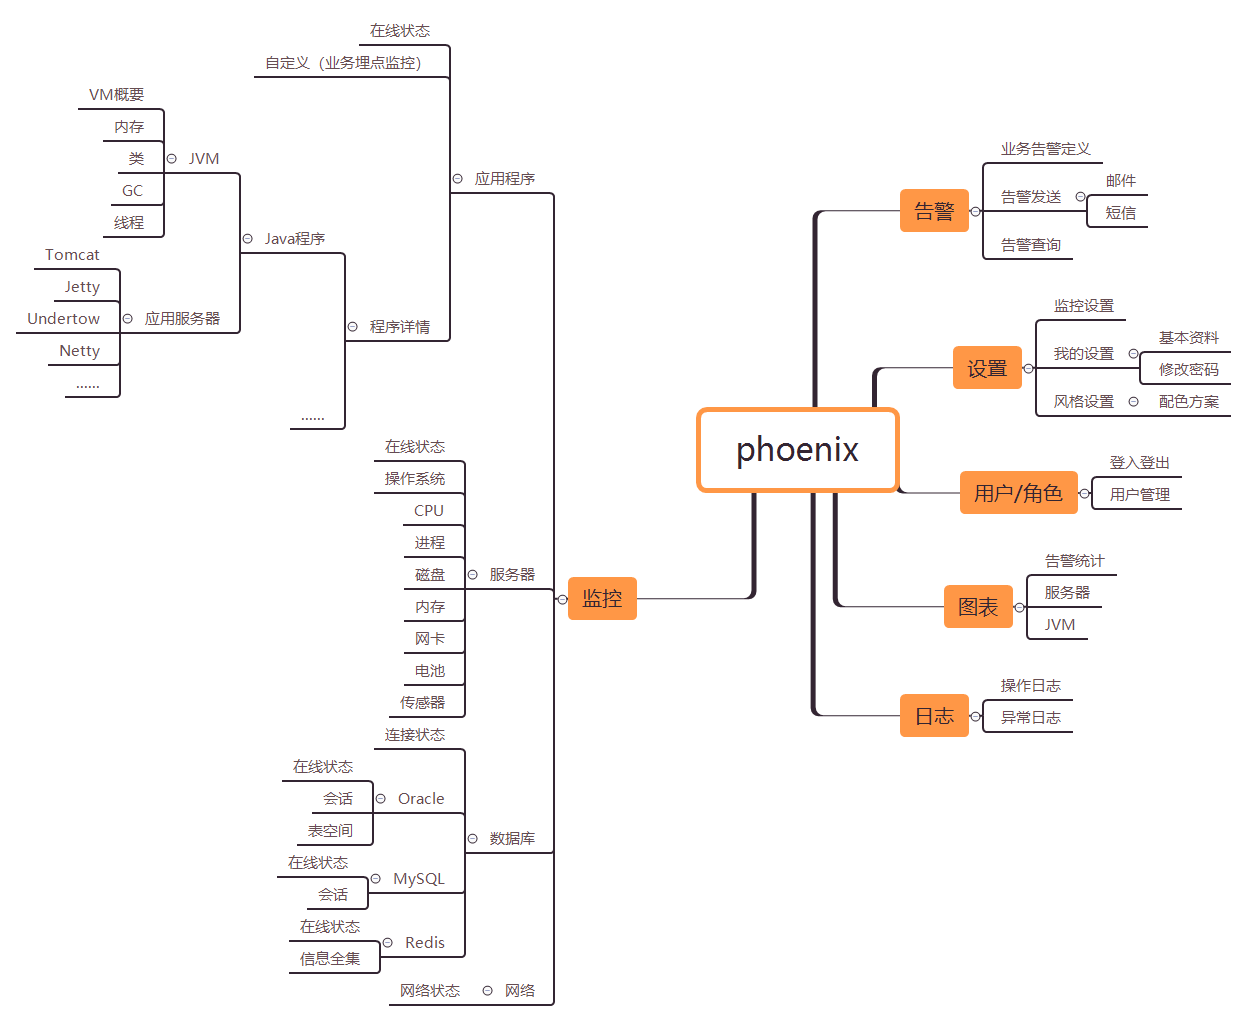 phoenix
告警
业务告警定义
告警发送
邮件
短信
告警查询
设置
监控设置
我的设置
基本资料
修改密码
风格设置
配色方案
用户/角色
登入登出
用户管理
图表
告警统计
服务器
JVM
日志
操作日志
异常日志
监控
应用程序
在线状态
自定义（业务埋点监控）
程序详情
Java程序
JVM
VM概要
内存
类
GC
线程
应用服务器
Tomcat
Jetty
Undertow
Netty
......
......
服务器
在线状态
操作系统
CPU
进程
磁盘
内存
网卡
电池
传感器
数据库
连接状态
Oracle
在线状态
会话
表空间
MySQL
在线状态
会话
Redis
在线状态
信息全集
网络
网络状态